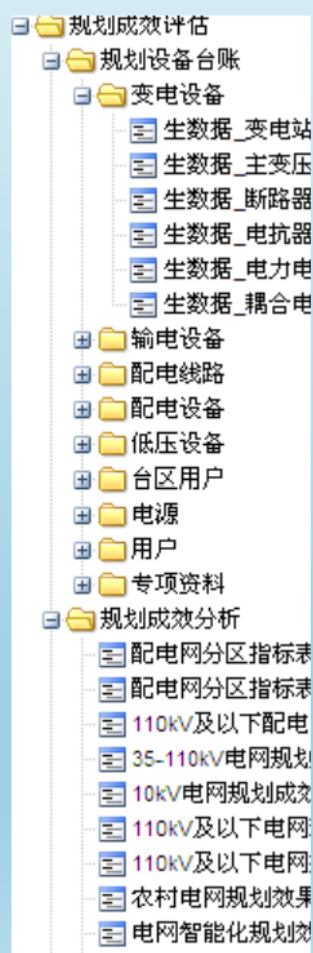 规划成效评估
规划设备台账
变电设备
生数据_变电站
生数据_主变压
生数据_断路器
生数据_电抗器
生数据_电力电
生数据_耦合电
输电设备
配电线路
配电设备
低压设备
台区用户
电源
用户
专项资料
规划成效分析
配电网分区指标表
配电网分区指标表
110kV及以下配电
35-110kV电网规划
10kV电网规划成效
110kV及以下电网
110kV及以下电网
农村电网规划效果
电网智能化规划效